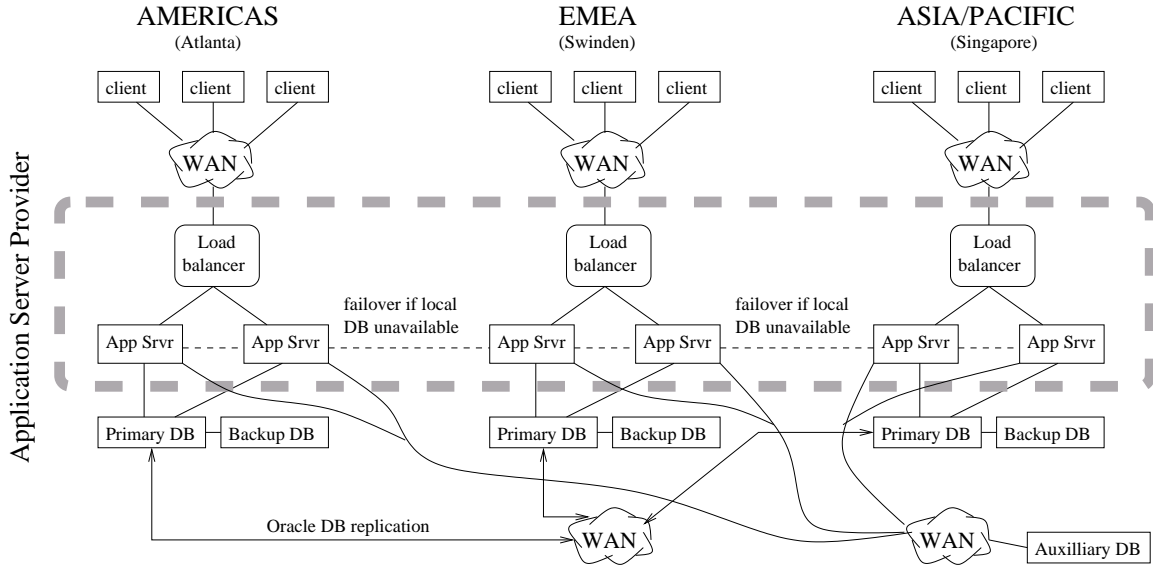 AMERICAS
(Atlanta)
EMEA
(Swinden)
ASIA/PACIFIC
(Singapore)
client client client
client client client
client client client
WAN
WAN
WAN
Application Server Provider
Load
balancer
Load
balancer
Load
balancer
failover if local
DB unavailable
failover if local
DB unavailable
App Srvr App Srvr
App Srvr App Srvr
App Srvr App Srvr
Primary DB Backup DB
Primary DB Backup DB
Primary DB Backup DB
Oracle DB replication
WAN
WAN
Auxilliary DB